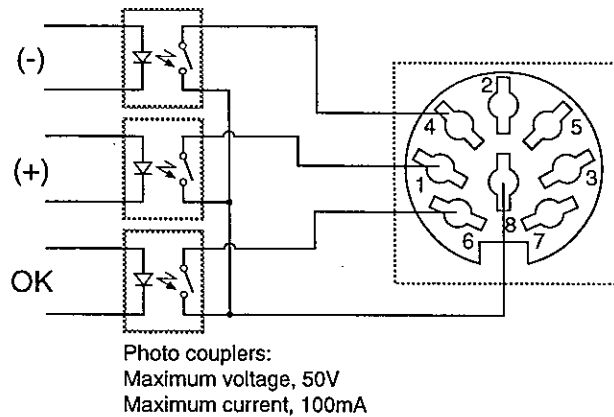 (-)
(+)
OK
2
4
5
1
3
8
6
7
Photo couplers:
Maximum voltage, 50V
Maximum current, 100mA